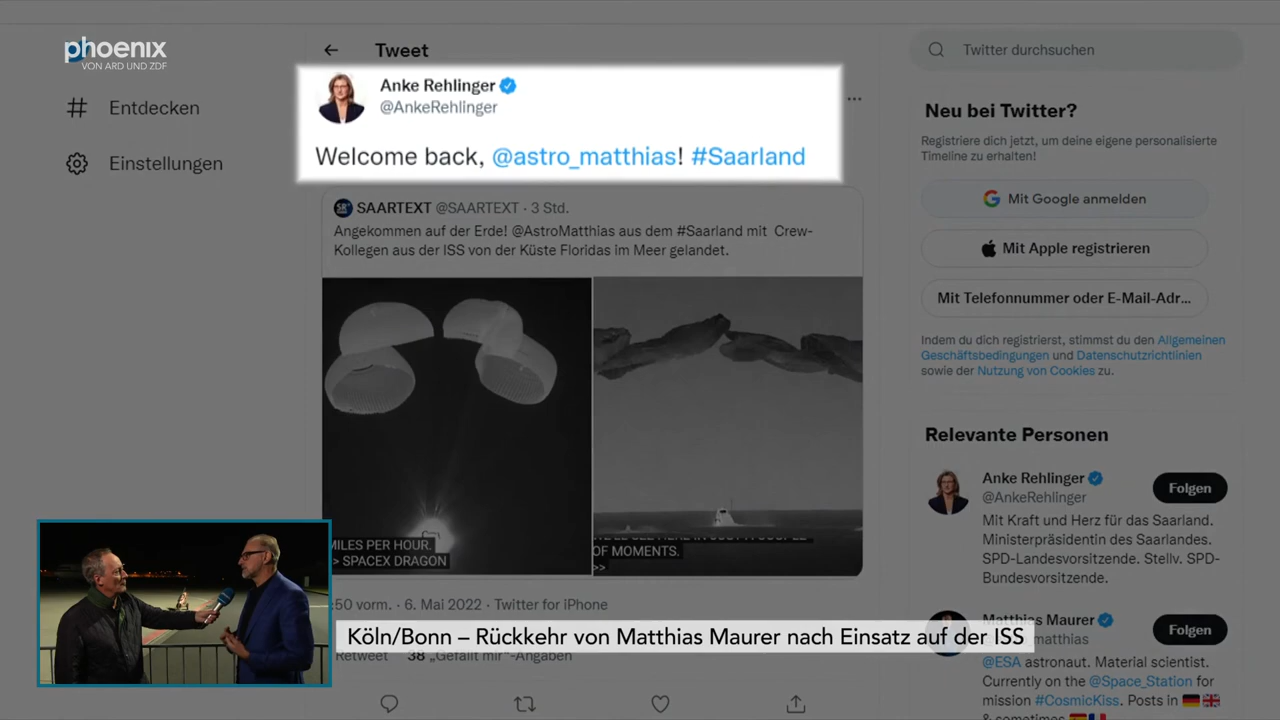 phoenix
VON ARD UND ZDF
Entdecken
Einstellungen
Tweet
Anke Rehlinger
@AnkeRehlinger
Welcome back, @astro_matthias! #Saarland
SAARTEXT @SAARTEXT · 3 Std.
Angekommen auf der Erde! @AstroMatthias aus dem #Saarland mit Crew-
Kollegen aus der ISS von der Küste Floridas im Meer gelandet.
MILES PER HOUR.
> SPACEX DRAGON
OF MOMENTS.
>>
:50 vorm. · 6. Mai 2022 · Twitter for iPhone
Köln/Bonn – Rückkehr von Matthias Maurer nach Einsatz auf der ISS
Retweet 38 „Gefällt mir“-Angaben
Twitter durchsuchen
Neu bei Twitter?
Registriere dich jetzt, um deine eigene personalisierte
Timeline zu erhalten!
Mit Google anmelden
Mit Apple registrieren
Mit Telefonnummer oder E-Mail-Adr...
Indem du dich registrierst, stimmst du den Allgemeinen
Geschäftsbedingungen und Datenschutzrichtlinien
sowie der Nutzung von Cookies zu.
Relevante Personen
Anke Rehlinger
@AnkeRehlinger
Folgen
Mit Kraft und Herz für das Saarland.
Ministerpräsidentin des Saarlandes.
SPD-Landesvorsitzende. Stellv. SPD-
Bundesvorsitzende.
Matthias Maurer
matthias
Folgen
@ESA astronaut. Material scientist.
Currently on the @Space_Station for
mission #CosmicKiss. Posts in
& sometimes